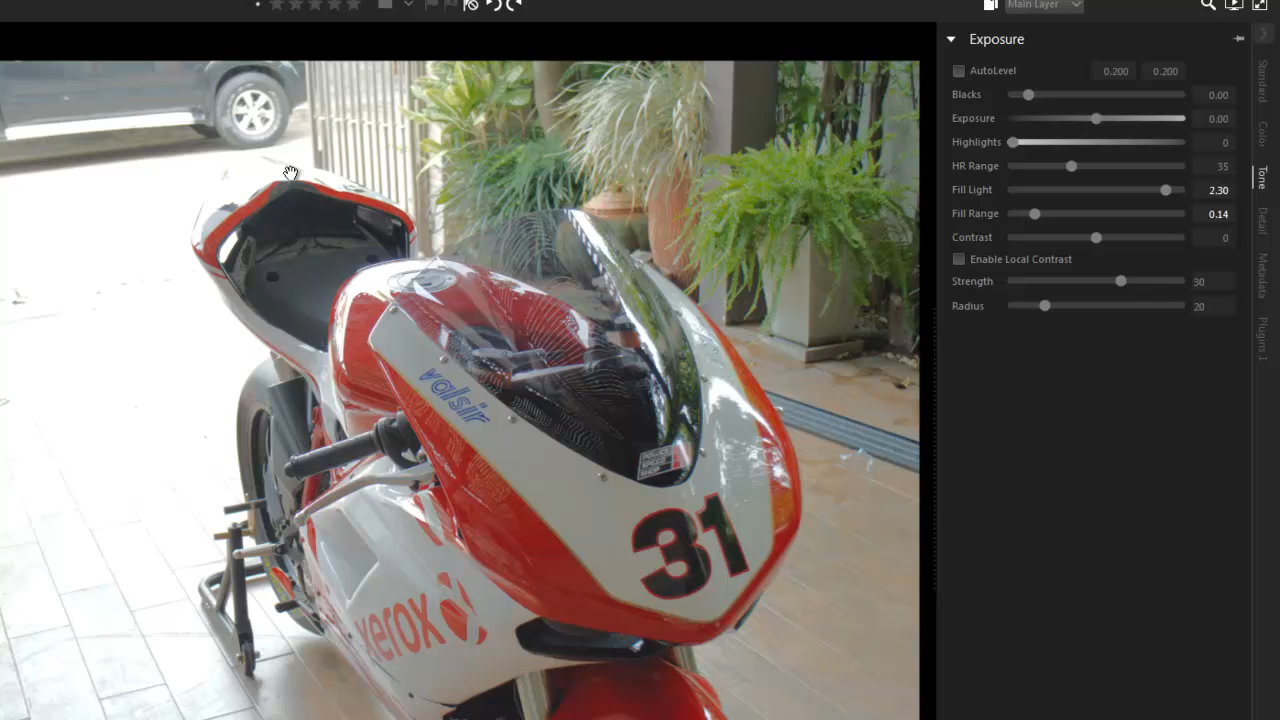 Main Layer
Exposure
AutoLevel 0.200 0.200
Blacks 0.00
Exposure 0.00
Highlights 0
HR Range 35
Fill Light 2.30
Fill Range 0.14
Contrast 0
Enable Local Contrast
Strength 30
Radius 20
Standard
Color
Tone
Detail
Metadata
Plugins 1
valsir
31
xerox